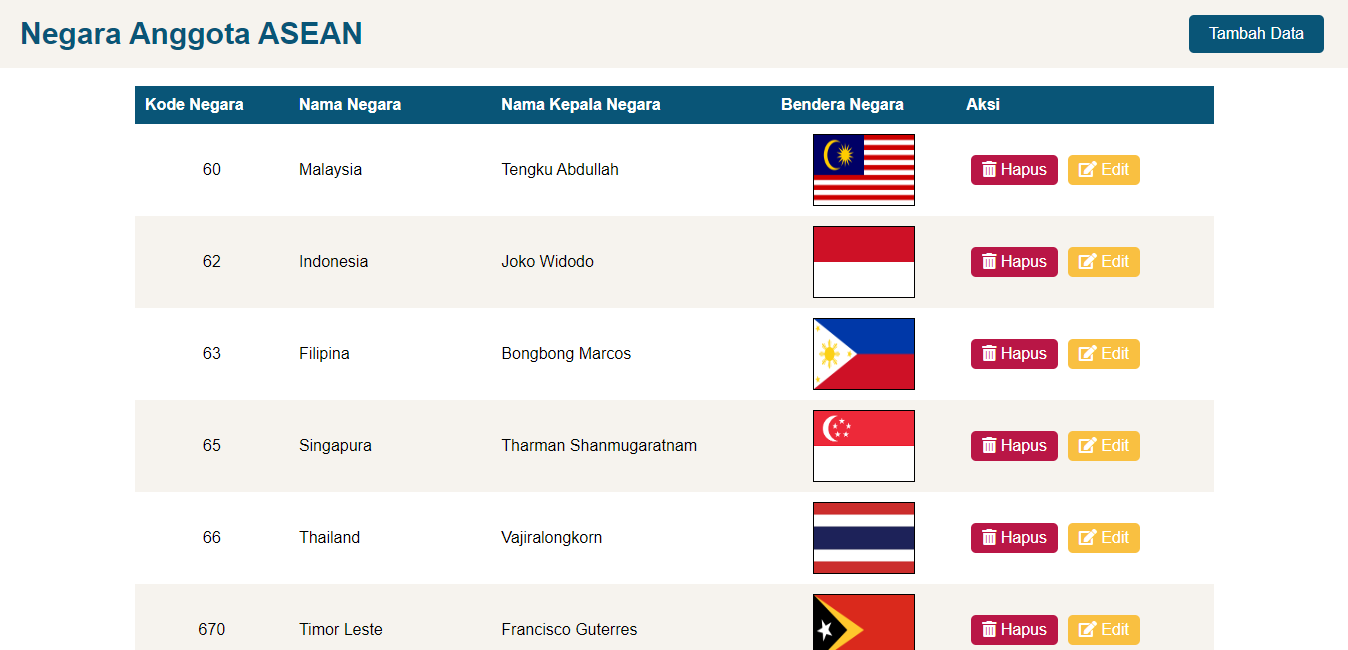 Negara Anggota ASEAN
Tambah Data
Kode Negara Nama Negara Nama Kepala Negara Bendera Negara Aksi
60 Malaysia Tengku Abdullah Hapus Edit
62 Indonesia Joko Widodo Hapus Edit
63 Filipina Bongbong Marcos Hapus Edit
65 Singapura Tharman Shanmugaratnam Hapus Edit
66 Thailand Vajiralongkorn Hapus Edit
670 Timor Leste Francisco Guterres Hapus Edit